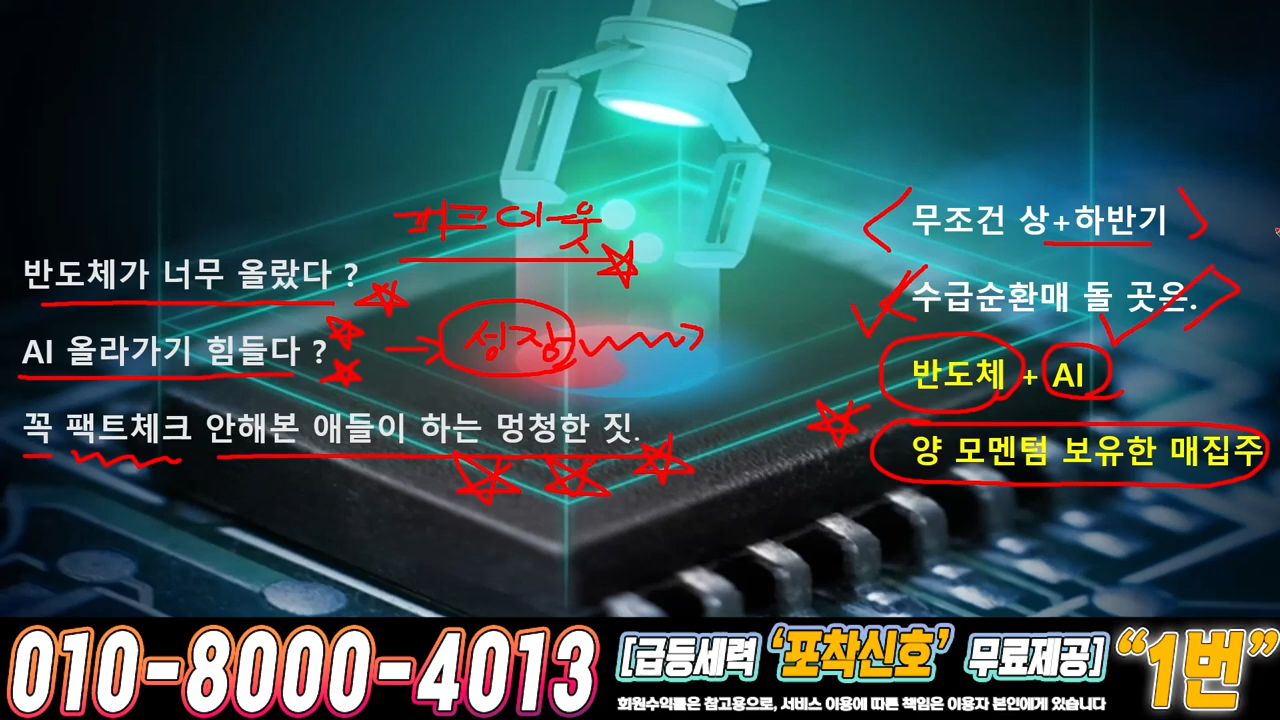 피크아웃
반도체가 너무 올랐다 ?
AI 올라가기 힘들다 ?
성장
꼭 팩트체크 안해본 애들이 하는 멍청한 짓.
무조건 상+하반기
수급순환매 돌 곳은.
반도체 + AI
양 모멘텀 보유한 매집주
010-8000-4013
[급등세력 '포착신호' 무료제공] "1번"
회원수익률은 참고용으로, 서비스 이용에 따른 책임은 이용자 본인에게 있습니다